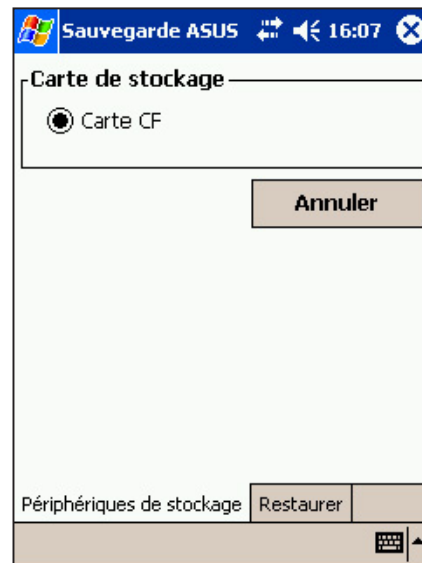 Sauvegarde ASUS 16:07
Carte de stockage
Carte CF
Annuler
Périphériques de stockage Restaurer